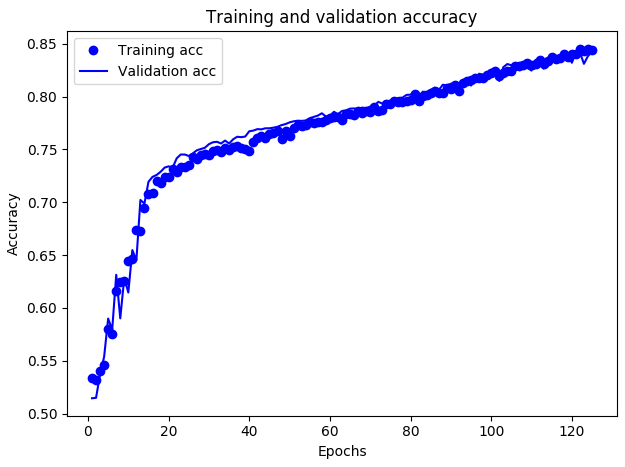 Training and validation accuracy
Training acc
Validation acc
Accuracy
0.85
0.80
0.75
0.70
0.65
0.60
0.55
0.50
0 20 40 60 80 100 120
Epochs